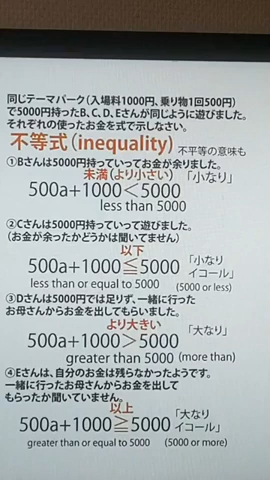 同じテーマパーク(入場料1000円、乗り物1回500円)
で5000円持ったB、C、D、Eさんが同じように遊びました。
それぞれの使ったお金を式で示しなさい。
不等式(inequality) 不平等の意味も
①Bさんは5000円持っていってお金が余りました。
未満(より小さい) 「小なり」
500a+1000<5000
less than 5000
②Cさんは5000円持っていって遊びました。
(お金が余ったかどうかは聞いてません)
以下
500a+1000≦5000 「小なりイコール」
less than or equal to 5000 (5000 or less)
③Dさんは5000円では足りず、一緒に行った
お母さんからお金を出してもらいました。
より大きい 「大なり」
500a+1000>5000
greater than 5000 (more than)
④Eさんは、自分のお金は残らなかったようです。
一緒に行ったお母さんからお金を出して
もらったか聞いていません。
以上
500a+1000≧5000 「大なりイコール」
greater than or equal to 5000 (5000 or more)